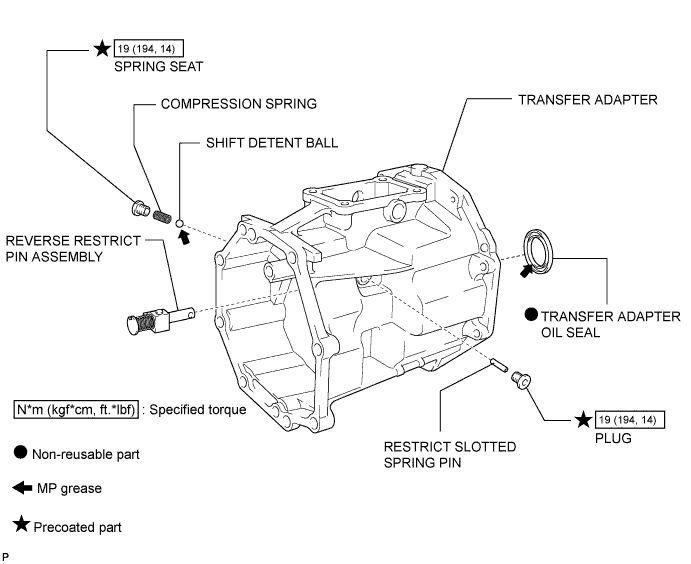 19 (194, 14)
SPRING SEAT
COMPRESSION SPRING
TRANSFER ADAPTER
SHIFT DETENT BALL
REVERSE RESTRICT
PIN ASSEMBLY
TRANSFER ADAPTER
OIL SEAL
N*m (kgf*cm, ft.*lbf) : Specified torque
19 (194, 14)
PLUG
RESTRICT SLOTTED
SPRING PIN
Non-reusable part
MP grease
Precoated part
P